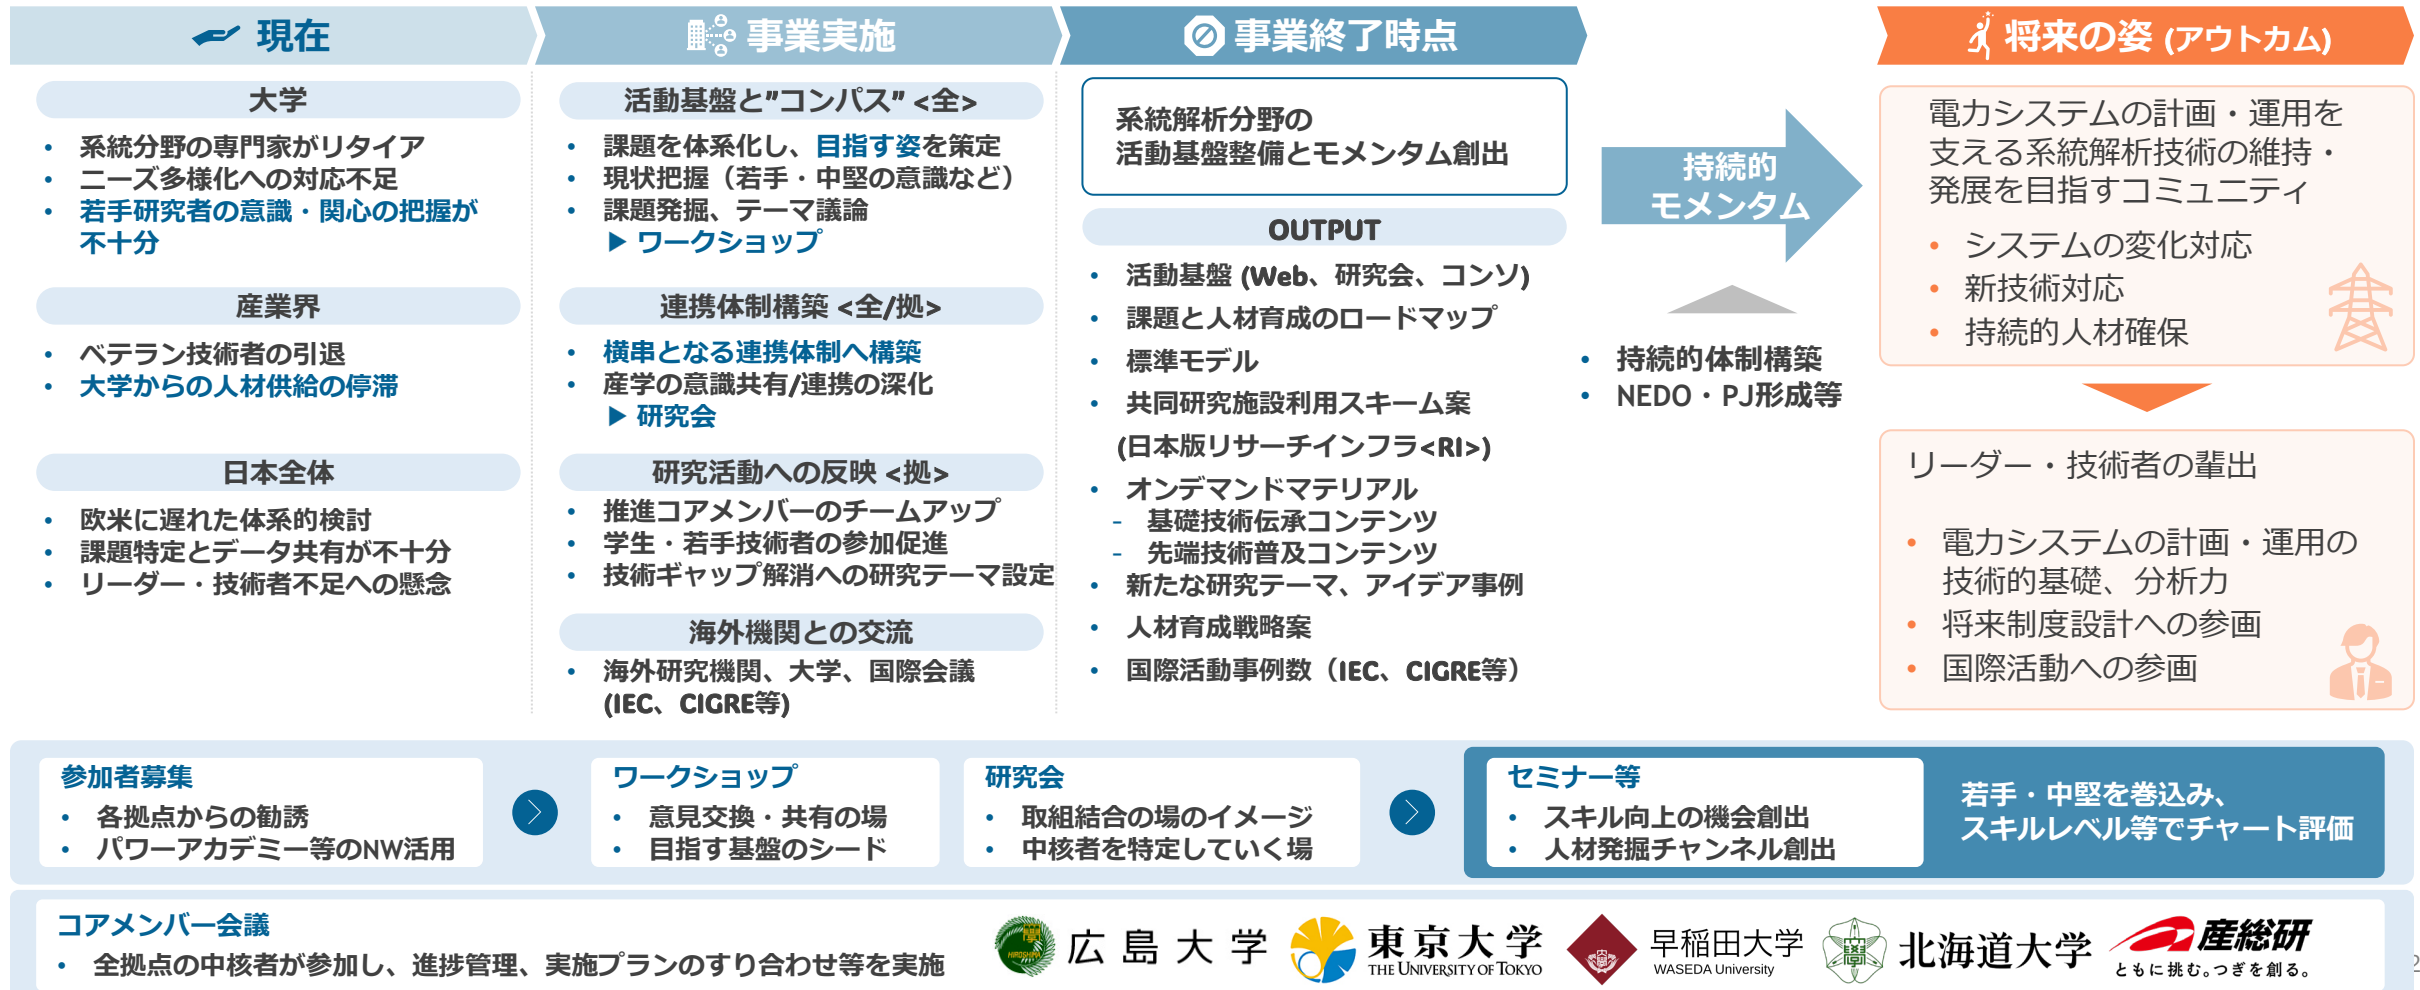 現在
大学
• 系統分野の専門家がリタイア
• ニーズ多様化への対応不足
• 若手研究者の意識・関心の把握が
不十分
産業界
• ベテラン技術者の引退
• 大学からの人材供給の停滞
日本全体
• 欧米に遅れた体系的検討
• 課題特定とデータ共有が不十分
• リーダー・技術者不足への懸念
事業実施
活動基盤と"コンパス" <全>
• 課題を体系化し、目指す姿を策定
• 現状把握（若手・中堅の意識など）
• 課題発掘、テーマ議論
▶ ワークショップ
連携体制構築 <全/拠>
• 横串となる連携体制へ構築
• 産学の意識共有/連携の深化
▶ 研究会
研究活動への反映 <拠>
• 推進コアメンバーのチームアップ
• 学生・若手技術者の参加促進
• 技術ギャップ解消への研究テーマ設定
海外機関との交流
• 海外研究機関、大学、国際会議
(IEC、CIGRE等)
事業終了時点
系統解析分野の
活動基盤整備とモメンタム創出
OUTPUT
• 活動基盤 (Web、研究会、コンソ)
• 課題と人材育成のロードマップ
• 標準モデル
• 共同研究施設利用スキーム案
(日本版リサーチインフラ<RI>)
• オンデマンドマテリアル
- 基礎技術伝承コンテンツ
- 先端技術普及コンテンツ
• 新たな研究テーマ、アイデア事例
• 人材育成戦略案
• 国際活動事例数（IEC、CIGRE等）
持続的
モメンタム
• 持続的体制構築
• NEDO・PJ形成等
将来の姿 (アウトカム)
電力システムの計画・運用を
支える系統解析技術の維持・
発展を目指すコミュニティ
• システムの変化対応
• 新技術対応
• 持続的人材確保
リーダー・技術者の輩出
• 電力システムの計画・運用の
技術的基礎、分析力
• 将来制度設計への参画
• 国際活動への参画
参加者募集
• 各拠点からの勧誘
• パワーアカデミー等のNW活用
ワークショップ
• 意見交換・共有の場
• 目指す基盤のシード
研究会
• 取組結合の場のイメージ
• 中核者を特定していく場
セミナー等
• スキル向上の機会創出
• 人材発掘チャンネル創出
若手・中堅を巻込み、
スキルレベル等でチャート評価
コアメンバー会議
• 全拠点の中核者が参加し、進捗管理、実施プランのすり合わせ等を実施
HIROSHIMA
広島大学
東京大学
THE UNIVERSITY OF TOKYO
早稲田大学
WASEDA University
北海道大学
産総研
ともに挑む。つぎを創る。
2